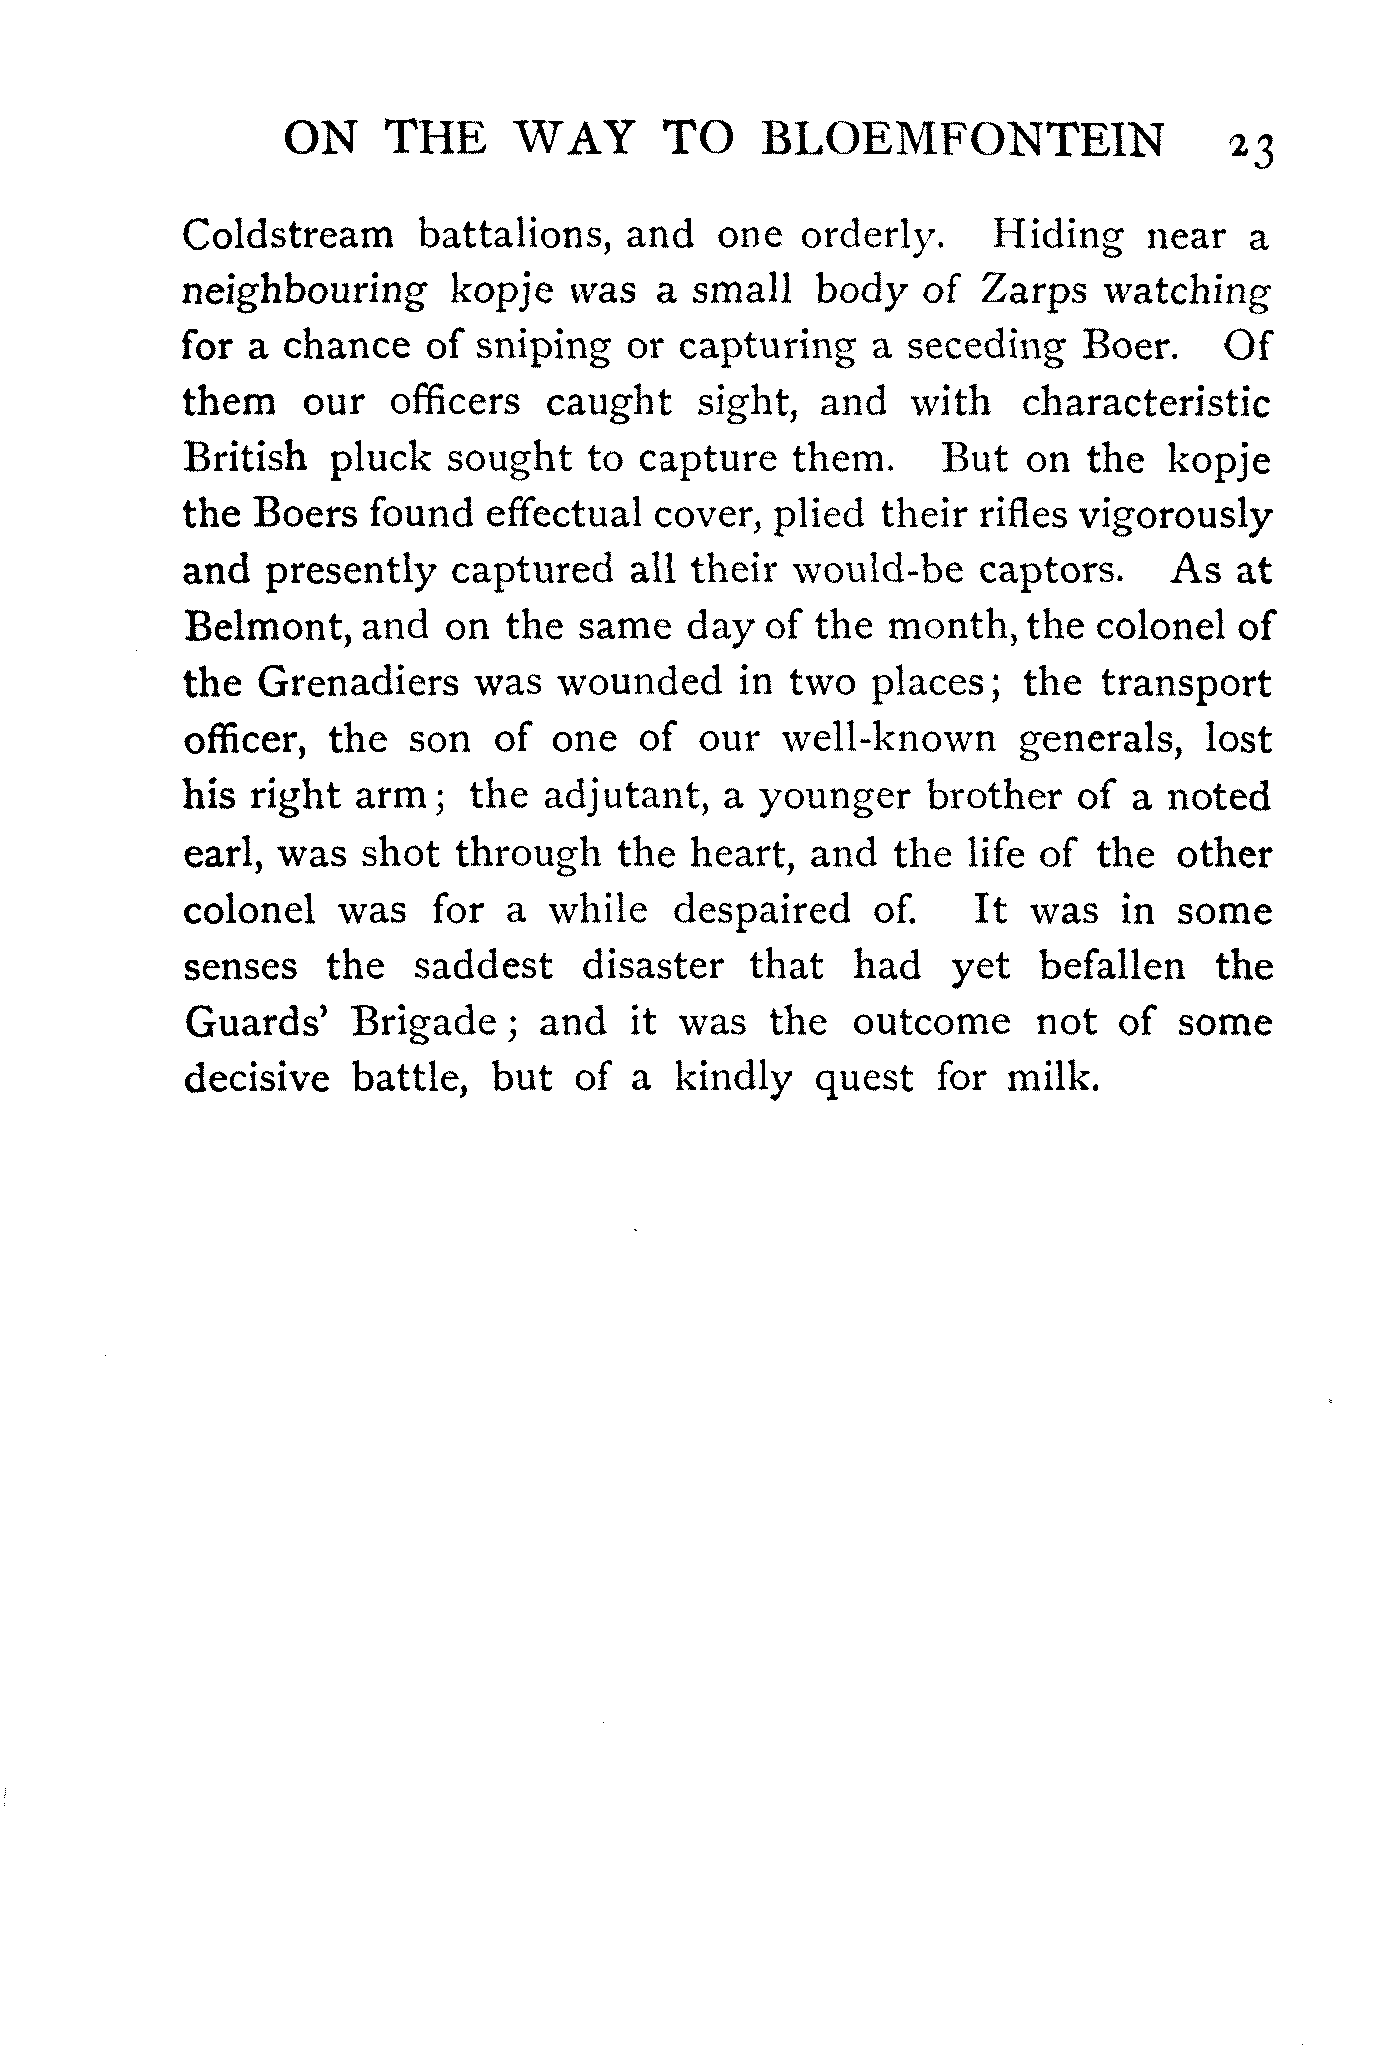 ON THE WAY TO BLOEMFONTEIN 23
Coldstream battalions, and one orderly. Hiding near a
neighbouring kopje was a small body of Zarps watching
for a chance of sniping or capturing a seceding Boer. Of
them our officers caught sight, and with characteristic
British pluck sought to capture them. But on the kopje
the Boers found effectual cover, plied their rifles vigorously
and presently captured all their would-be captors. As at
Belmont, and on the same day of the month, the colonel of
the Grenadiers was wounded in two places; the transport
officer, the son of one of our well-known generals, lost
his right arm; the adjutant, a younger brother of a noted
earl, was shot through the heart, and the life of the other
colonel was for a while despaired of. It was in some
senses the saddest disaster that had yet befallen the
Guards' Brigade; and it was the outcome not of some
decisive battle, but of a kindly quest for milk.